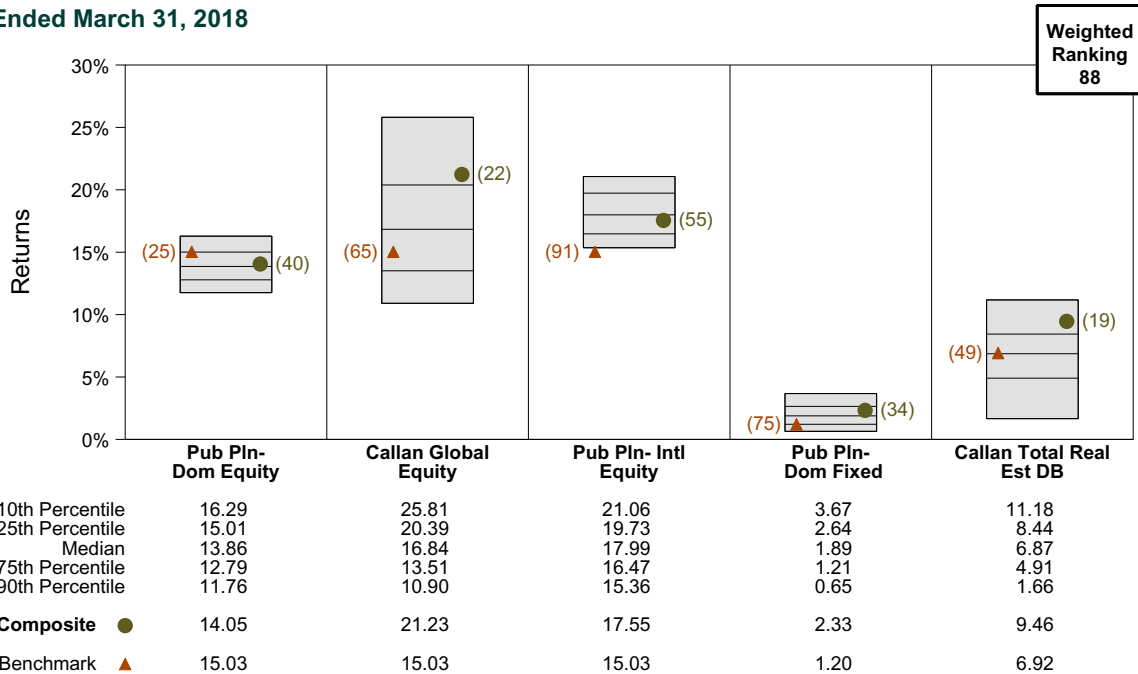 Ended March 31, 2018
Weighted
Ranking
88
Returns
30%
25%
20%
15%
10%
5%
0%
(25) (40)
(65) (22)
(91) (55)
(75) (34)
(49) (19)
Pub Pln-
Dom Equity
Callan Global
Equity
Pub Pln- Intl
Equity
Pub Pln-
Dom Fixed
Callan Total Real
Est DB
10th Percentile 16.29 25.81 21.06 3.67 11.18
25th Percentile 15.01 20.39 19.73 2.64 8.44
Median 13.86 16.84 17.99 1.89 6.87
75th Percentile 12.79 13.51 16.47 1.21 4.91
90th Percentile 11.76 10.90 15.36 0.65 1.66
Composite 14.05 21.23 17.55 2.33 9.46
Benchmark 15.03 15.03 15.03 1.20 6.92